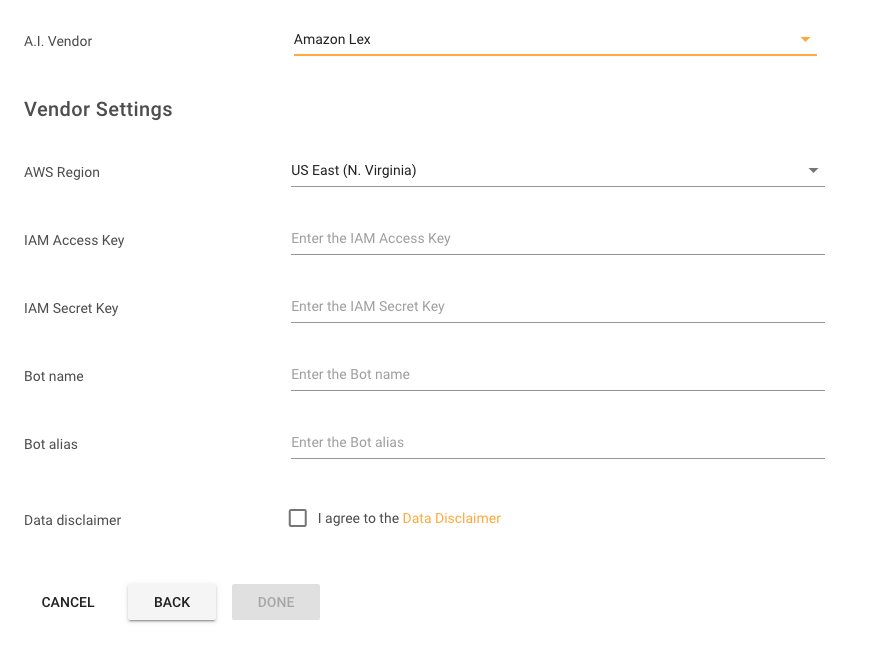 A.I. Vendor Amazon Lex
Vendor Settings
AWS Region US East (N. Virginia)
IAM Access Key Enter the IAM Access Key
IAM Secret Key Enter the IAM Secret Key
Bot name Enter the Bot name
Bot alias Enter the Bot alias
Data disclaimer I agree to the Data Disclaimer
CANCEL BACK DONE